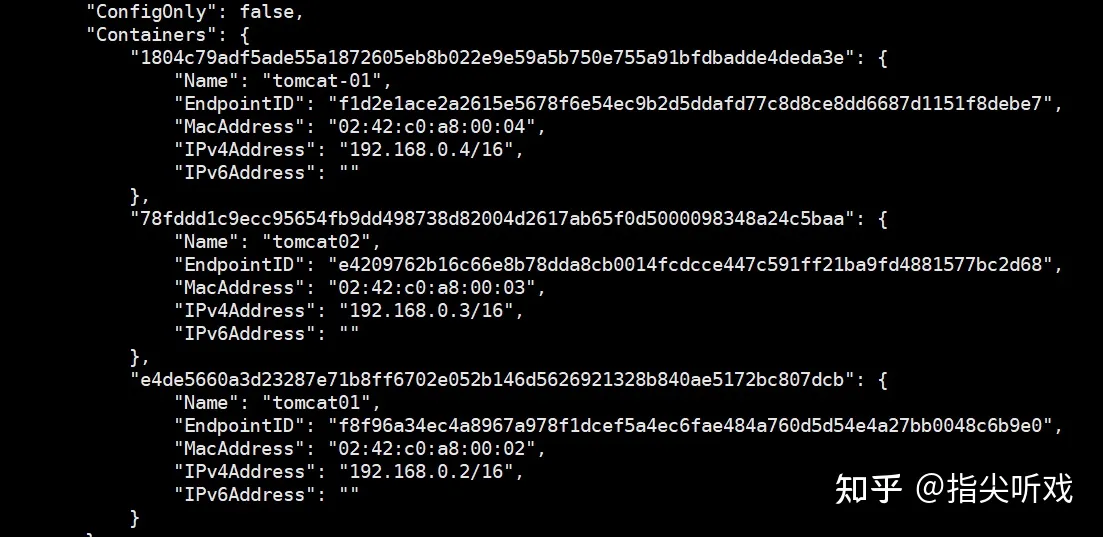 "ConfigOnly": false,
"Containers": {
"1804c79adf5ade55a1872605eb8b022e9e59a5b750e755a91bfdbadde4deda3e": {
"Name": "tomcat-01",
"EndpointID": "f1d2e1ace2a2615e5678f6e54ec9b2d5ddafd77c8d8ce8dd6687d1151f8debe7",
"MacAddress": "02:42:c0:a8:00:04",
"IPv4Address": "192.168.0.4/16",
"IPv6Address": ""
},
"78fddd1c9ecc95654fb9dd498738d82004d2617ab65f0d5000098348a24c5baa": {
"Name": "tomcat02",
"EndpointID": "e4209762b16c66e8b78dda8cb0014fcdcce447c591ff21ba9fd4881577bc2d68",
"MacAddress": "02:42:c0:a8:00:03",
"IPv4Address": "192.168.0.3/16",
"IPv6Address": ""
},
"e4de5660a3d23287e71b8ff6702e052b146d5626921328b840ae5172bc807dcb": {
"Name": "tomcat01",
"EndpointID": "f8f96a34ec4a8967a978f1dcef5a4ec6fae484a760d5d54e4a27bb0048c6b9e0",
"MacAddress": "02:42:c0:a8:00:02",
"IPv4Address": "192.168.0.2/16",
"IPv6Address": ""
}
知乎 @指尖听戏